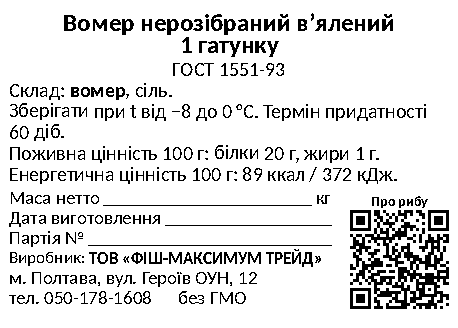 Вомер нерозібраний в’ялений
1 гатунку
ГОСТ 1551-93
Склад: вомер, сіль.
Зберігати при t від −8 до 0 °С. Термін придатності
60 діб.
Поживна цінність 100 г: білки 20 г, жири 1 г.
Енергетична цінність 100 г: 89 ккал / 372 кДж.
Маса нетто ____________________ кг
Дата виготовлення ________________
Партія № _______________________
Про рибу
Виробник: ТОВ «ФІШ-МАКСИМУМ ТРЕЙД»
м. Полтава, вул. Героїв ОУН, 12
тел. 050-178-1608 без ГМО